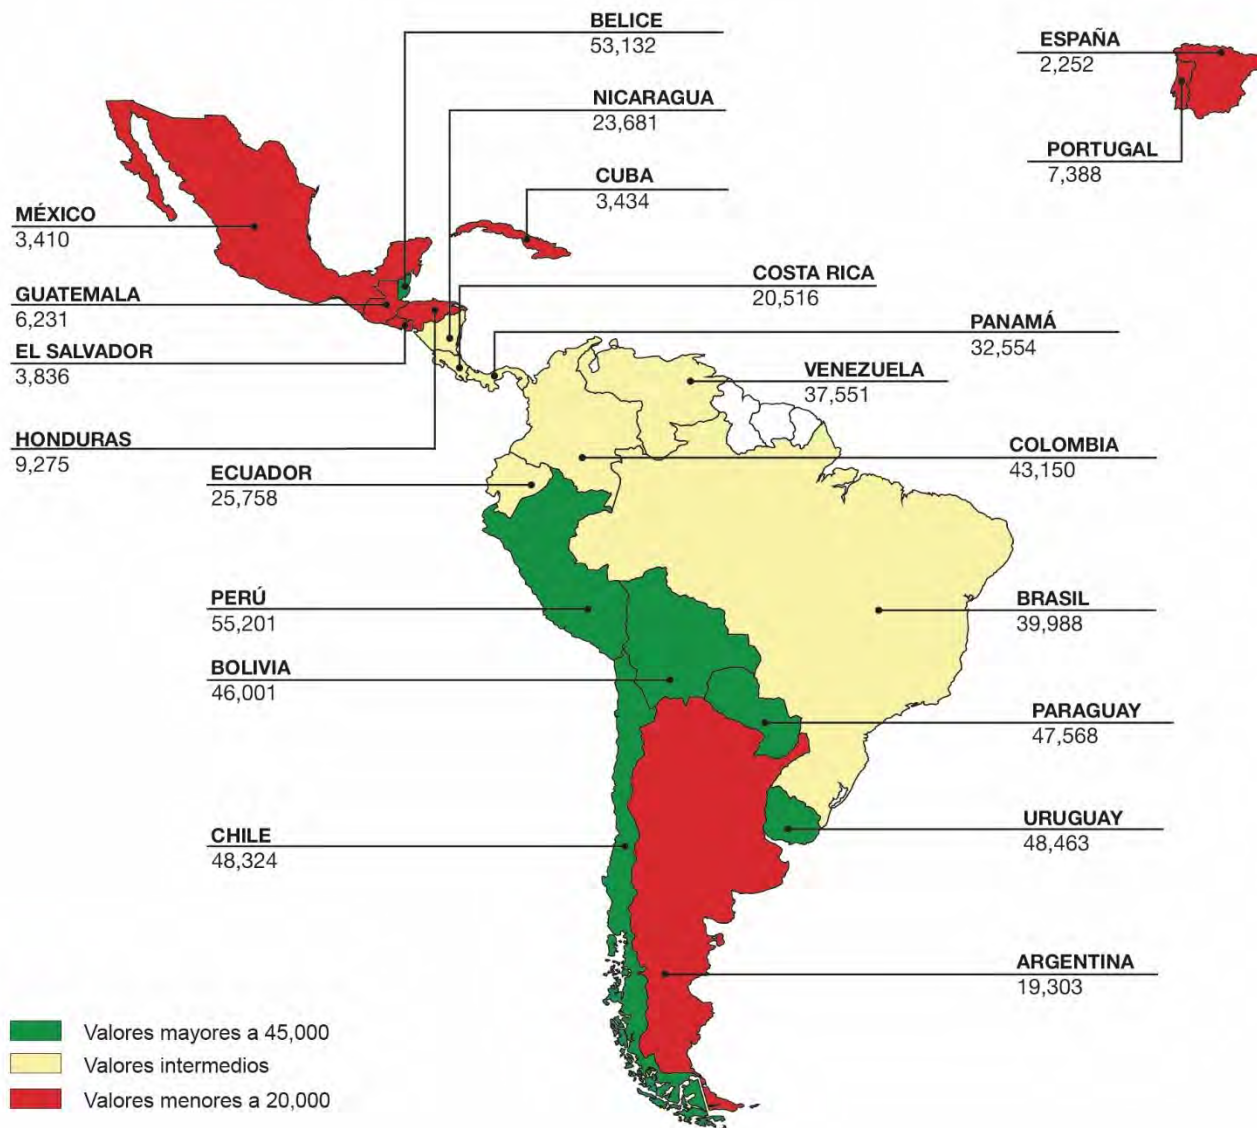 BELICE
53,132
ESPAÑA
2,252
NICARAGUA
23,681
PORTUGAL
7,388
CUBA
3,434
MÉXICO
3,410
COSTA RICA
20,516
GUATEMALA
6,231
PANAMÁ
32,554
EL SALVADOR
3,836
VENEZUELA
37,551
HONDURAS
9,275
COLOMBIA
43,150
ECUADOR
25,758
PERÚ
55,201
BRASIL
39,988
BOLIVIA
46,001
PARAGUAY
47,568
URUGUAY
48,463
CHILE
48,324
ARGENTINA
19,303
Valores mayores a 45,000
Valores intermedios
Valores menores a 20,000